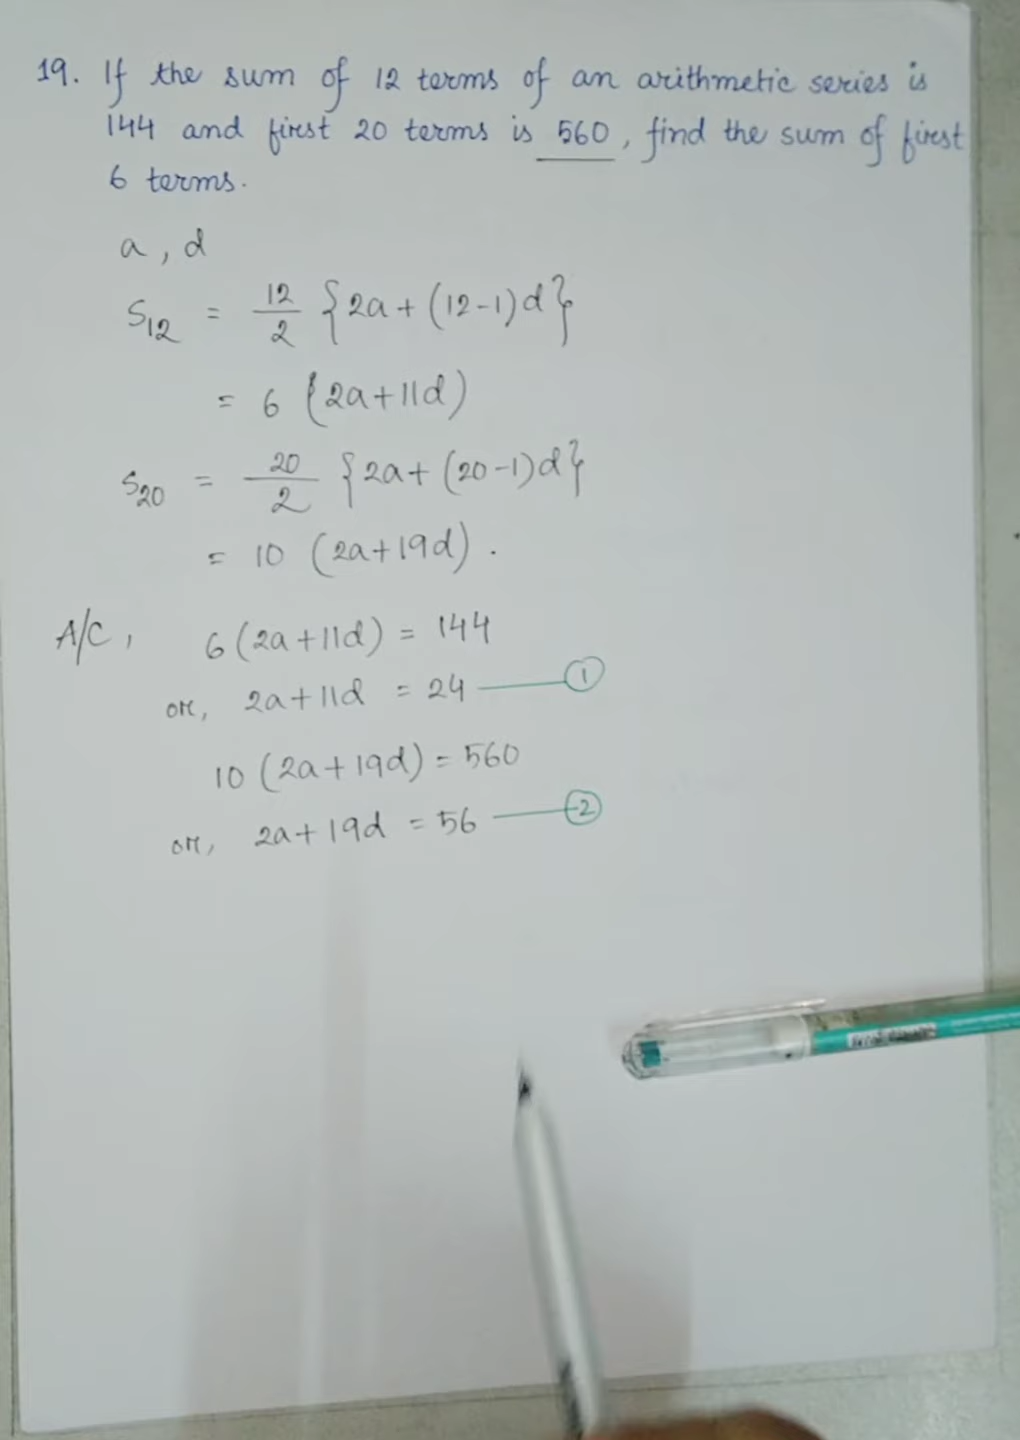 19. If the sum of 12 terms of an arithmetic series is
144 and first 20 terms is 560, find the sum of first
6 terms.
a, d
S12 = 12/2 {2a+(12-1)d}
= 6 (2a+11d)
S20 = 20/2 {2a+(20-1)d}
= 10 (2a+19d).
A/C, 6(2a+11d) = 144
or, 2a+11d = 24 —— 1
10 (2a+19d) = 560
or, 2a+19d = 56 —— 2